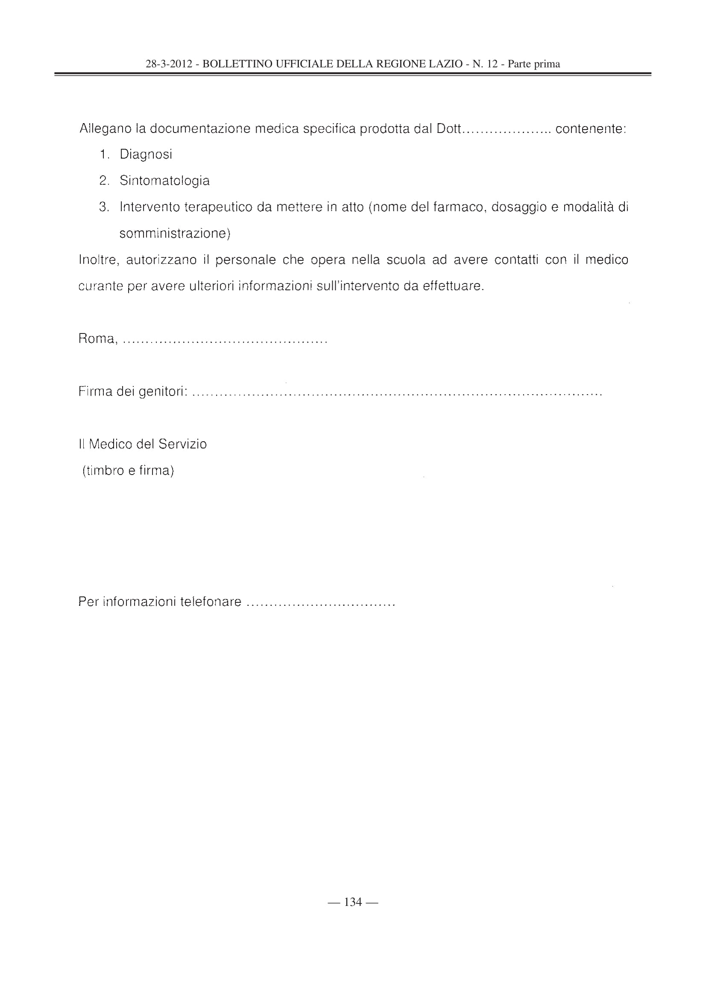 28-3-2012 - BOLLETTINO UFFICIALE DELLA REGIONE LAZIO - N. 12 - Parte prima
Allegano la documentazione medica specifica prodotta dal Dott.................... contenente:
1. Diagnosi
2. Sintomatologia
3. Intervento terapeutico da mettere in atto (nome del farmaco, dosaggio e modalità di
somministrazione)
Inoltre, autorizzano il personale che opera nella scuola ad avere contatti con il medico
curante per avere ulteriori informazioni sull'intervento da effettuare.
Roma, .............................................
Firma dei genitori: ..........................................................................................
Il Medico del Servizio
(timbro e firma)
Per informazioni telefonare .................................
— 134 —